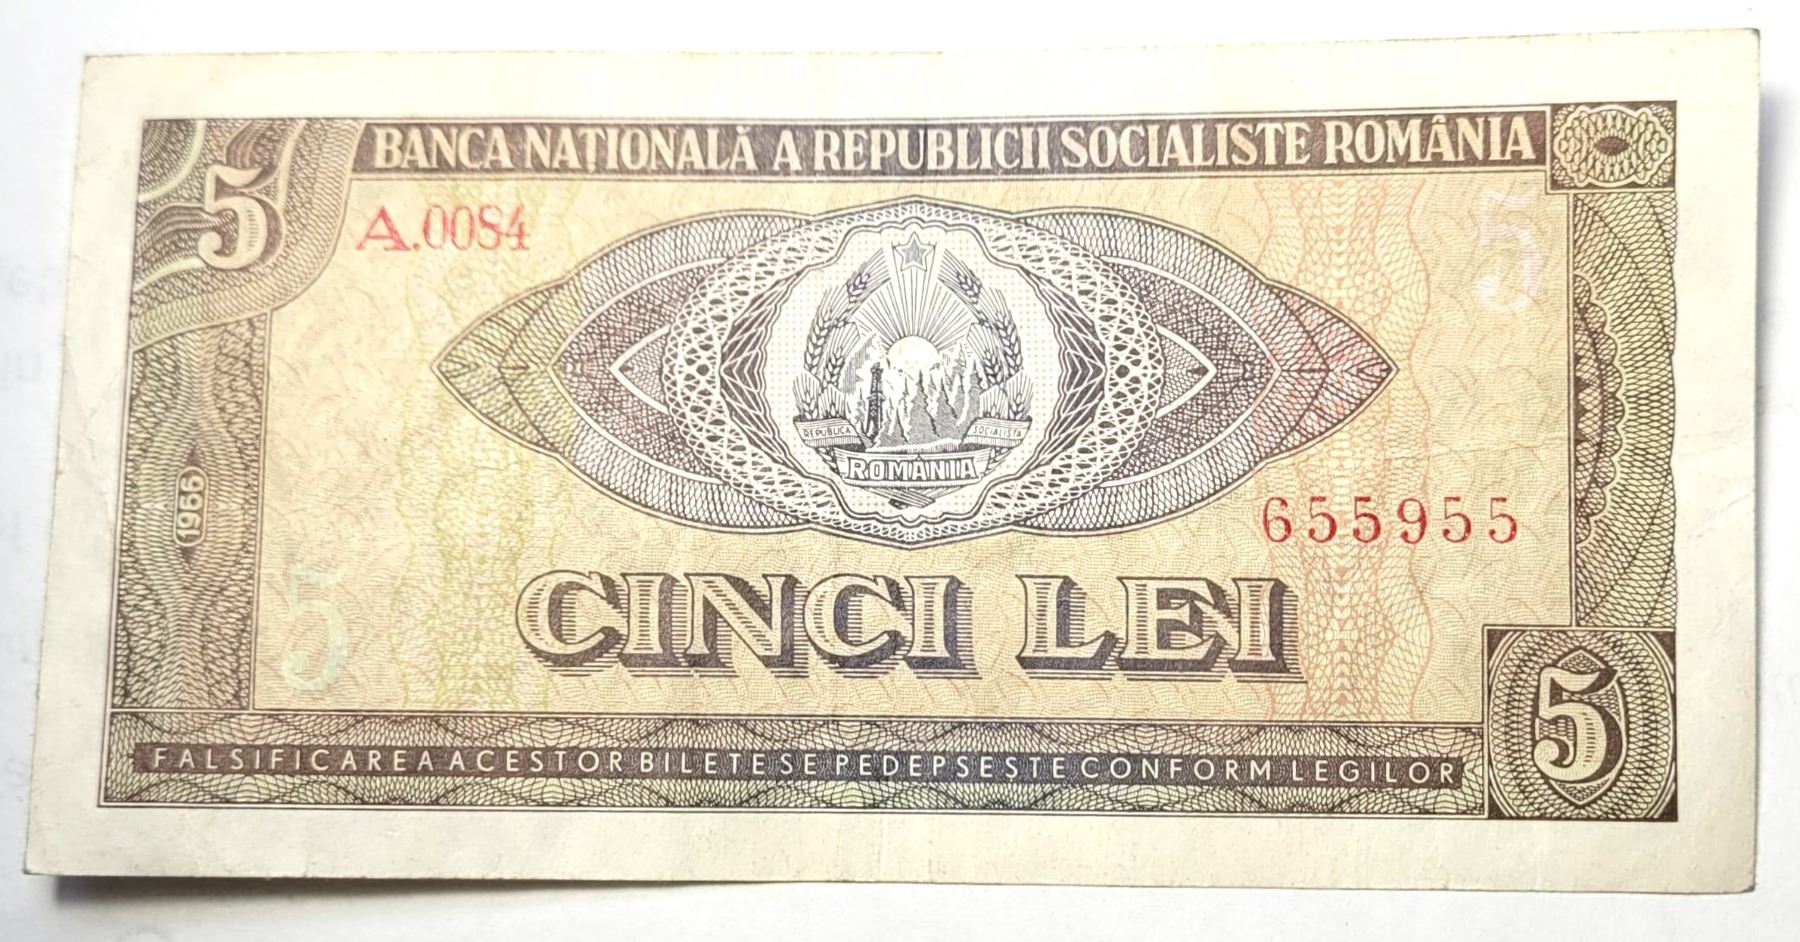 BANCA NAȚIONALĂ A REPUBLICII SOCIALISTE ROMÂNIA
5
A.0084
5
REPUBLICA SOCIALISTA
ROMÂNIA
1966
655955
5
CINCI LEI
5
FALSIFICAREA ACESTOR BILETE SE PEDEPSEȘTE CONFORM LEGILOR